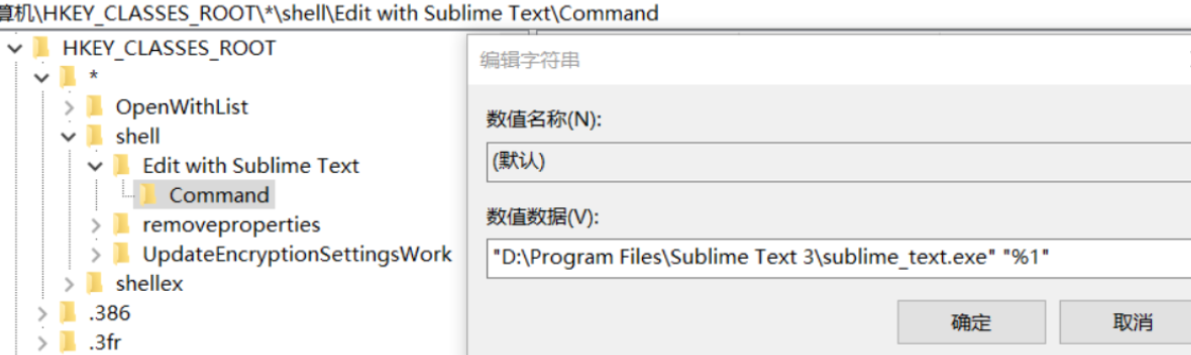 算机\HKEY_CLASSES_ROOT\*\shell\Edit with Sublime Text\Command
HKEY_CLASSES_ROOT
*
OpenWithList
shell
Edit with Sublime Text
Command
removeproperties
UpdateEncryptionSettingsWork
shellex
.386
.3fr
编辑字符串
数值名称(N):
(默认)
数值数据(V):
"D:\Program Files\Sublime Text 3\sublime_text.exe" "%1"
确定
取消